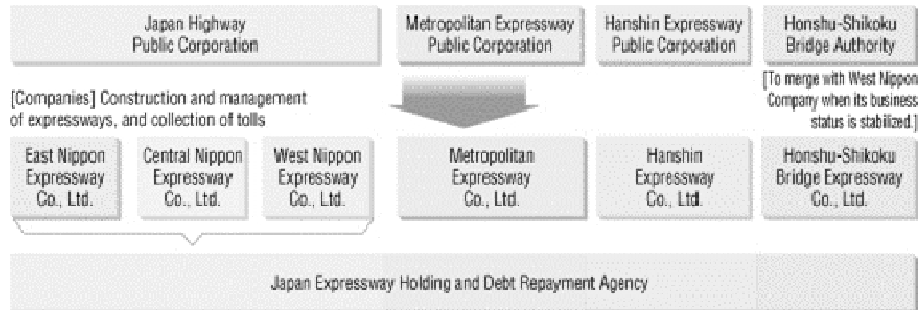 Japan Highway
Public Corporation
Metropolitan Expressway
Public Corporation
Hanshin Expressway
Public Corporation
Honshu-Shikoku
Bridge Authority
[To merge with West Nippon
Company when its business
status is stabilized.]
[Companies] Construction and management
of expressways, and collection of tolls
East Nippon
Expressway
Co., Ltd.
Central Nippon
Expressway
Co., Ltd.
West Nippon
Expressway
Co., Ltd.
Metropolitan
Expressway
Co., Ltd.
Hanshin
Expressway
Co., Ltd.
Honshu-Shikoku
Bridge Expressway
Co., Ltd.
Japan Expressway Holding and Debt Repayment Agency